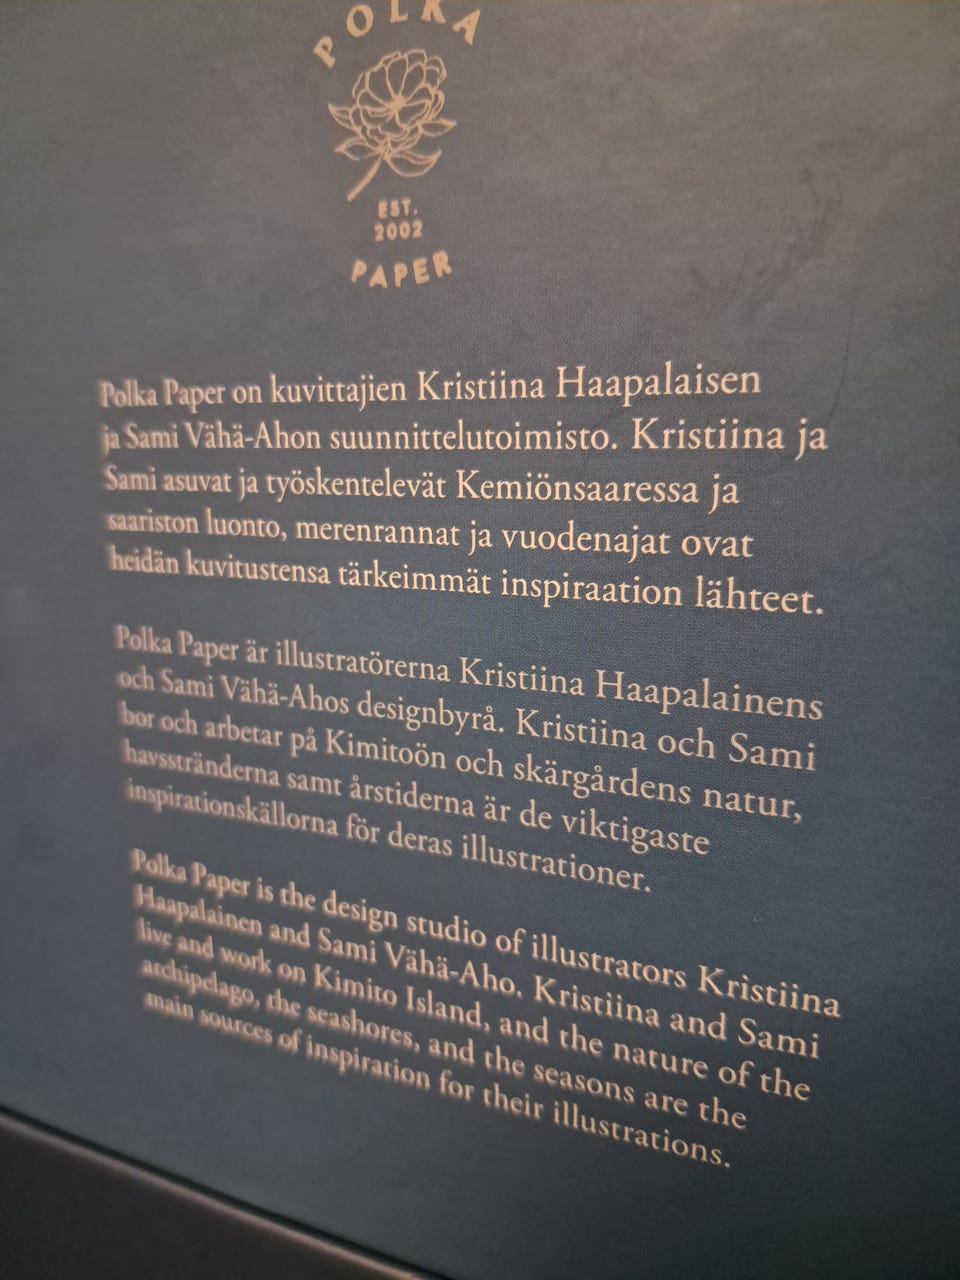 POLKA
EST.
2002
PAPER
Polka Paper on kuvittajien Kristiina Haapalaisen
ja Sami Vähä-Ahon suunnittelutoimisto. Kristiina ja
Sami asuvat ja työskentelevät Kemiönsaaressa ja
saariston luonto, merenrannat ja vuodenajat ovat
heidän kuvitustensa tärkeimmät inspiraation lähteet.
Polka Paper är illustratörerna Kristiina Haapalainens
och Sami Vähä-Ahos designbyrå. Kristiina och Sami
bor och arbetar på Kimitoön och skärgårdens natur,
havsstränderna samt årstiderna är de viktigaste
inspirationskällorna för deras illustrationer.
Polka Paper is the design studio of illustrators Kristiina
Haapalainen and Sami Vähä-Aho. Kristiina and Sami
live and work on Kimito Island, and the nature of the
archipelago, the seashores, and the seasons are the
main sources of inspiration for their illustrations.